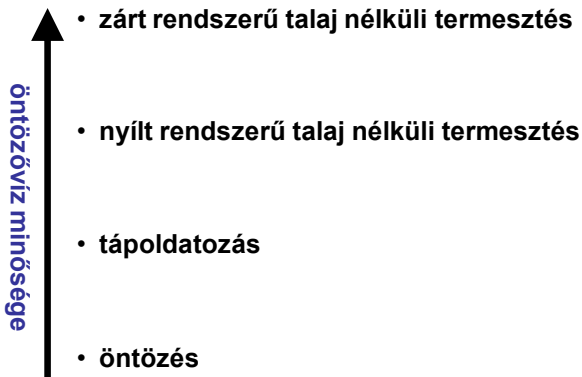 • zárt rendszerű talaj nélküli termesztés
• nyílt rendszerű talaj nélküli termesztés
• tápoldatozás
• öntözés
öntözővíz minősége